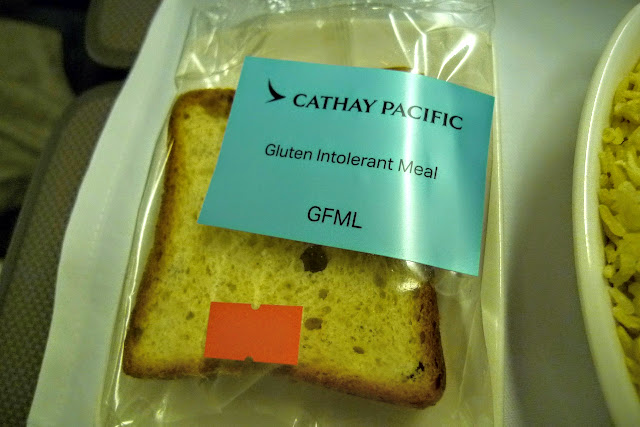 CATHAY PACIFIC
Gluten Intolerant Meal
GFML